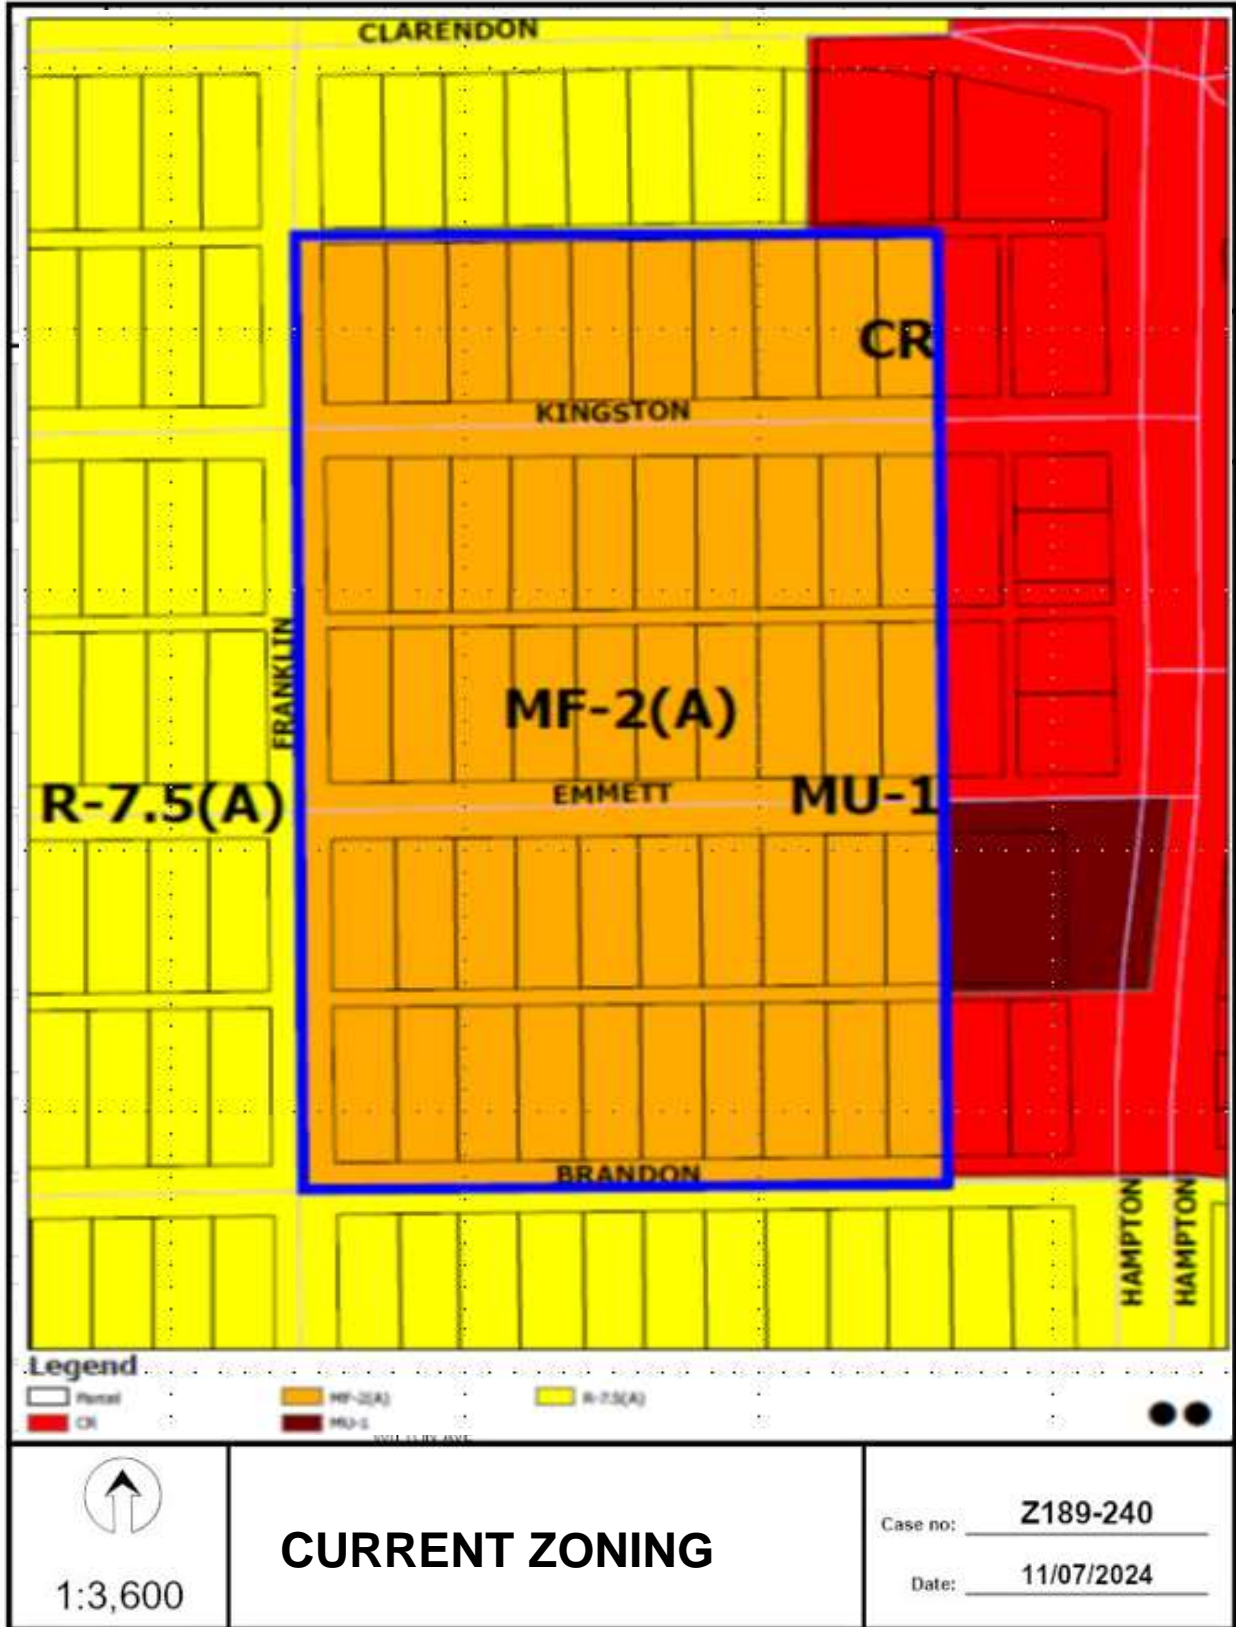 CLARENDON
CR
KINGSTON
FRANKLIN
MF-2(A)
R-7.5(A)
EMMETT
MU-1
BRANDON
HAMPTON
HAMPTON
Legend
Parcel
MF-2(A)
R-7.5(A)
CR
MU-1
1:3,600
CURRENT ZONING
Case no: Z189-240
Date: 11/07/2024